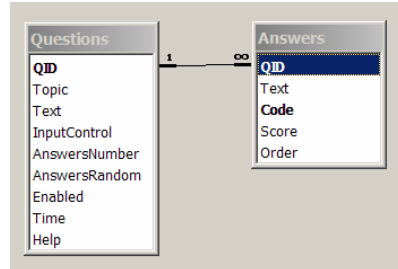 Questions
QID
Topic
Text
InputControl
AnswersNumber
AnswersRandom
Enabled
Time
Help
1
∞
Answers
QID
Text
Code
Score
Order